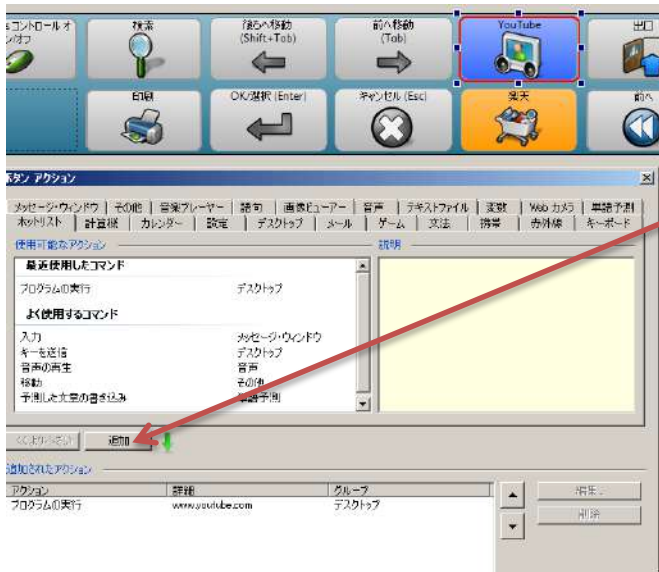 sコントロール オ
ン/オフ
検索
後ろへ移動
(Shift+Tab)
前へ移動
(Tab)
YouTube
出口
印刷
OK/選択 (Enter)
キャンセル (Esc)
楽天
前へ
ボタン アクション
メッセージ・ウィンドウ その他 音楽プレーヤー 語句 画像ビューアー 音声 テキストファイル 変数 Web カメラ 単語予測
ホットリスト 計算機 カレンダー 設定 デスクトップ メール ゲーム 文法 携帯 赤外線 キーボード
使用可能なアクション
説明
最近使用したコマンド
プログラムの実行 デスクトップ
よく使用するコマンド
入力 メッセージ・ウィンドウ
キーを送信 デスクトップ
音声の再生 音声
移動 その他
予測した文章の書き込み 単語予測
追加
追加されたアクション
アクション 詳細 グループ
プログラムの実行 www.youtube.com デスクトップ
編集
削除